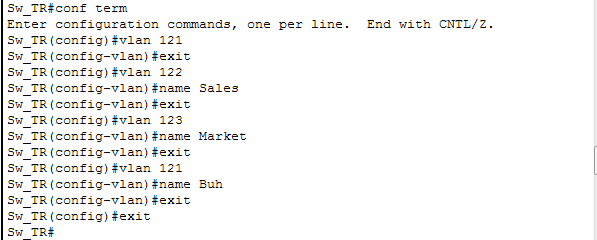 Sw_TR#conf term
Enter configuration commands, one per line.  End with CNTL/Z.
Sw_TR(config)#vlan 121
Sw_TR(config-vlan)#exit
Sw_TR(config)#vlan 122
Sw_TR(config-vlan)#name Sales
Sw_TR(config-vlan)#exit
Sw_TR(config)#vlan 123
Sw_TR(config-vlan)#name Market
Sw_TR(config-vlan)#exit
Sw_TR(config)#vlan 121
Sw_TR(config-vlan)#name Buh
Sw_TR(config-vlan)#exit
Sw_TR(config)#exit
Sw_TR#